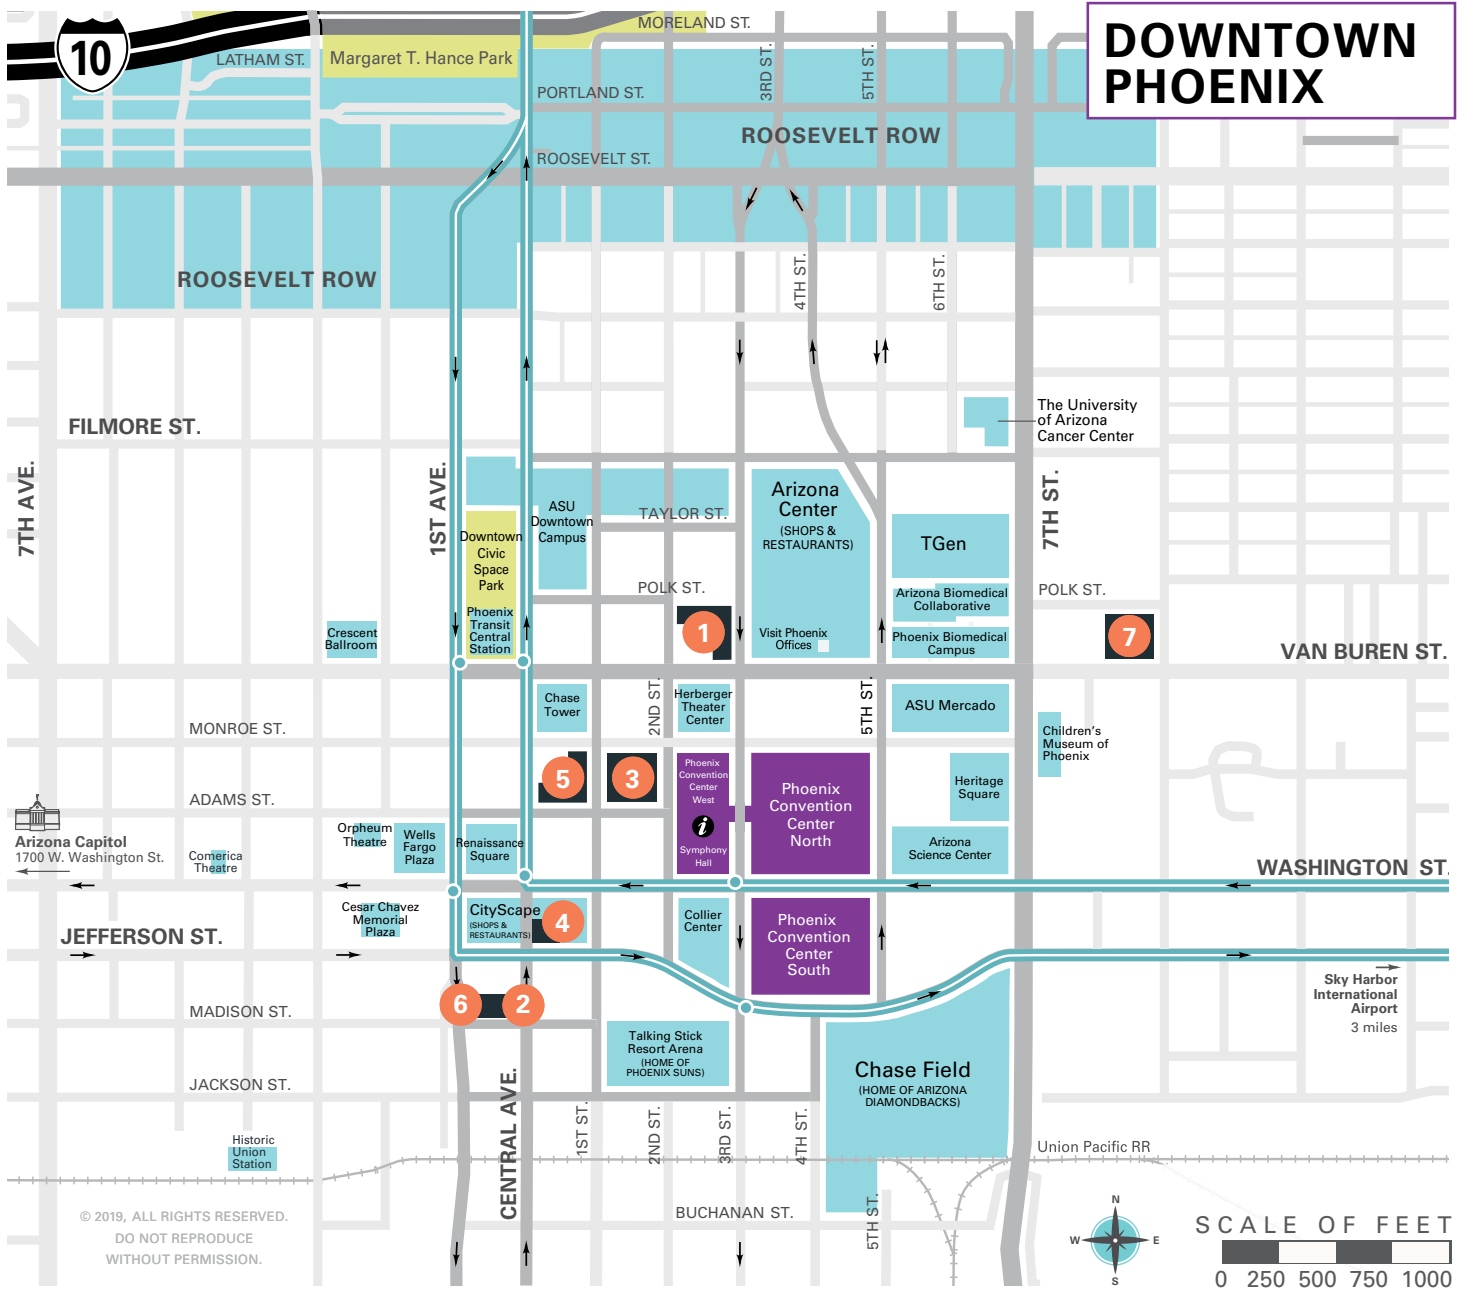 DOWNTOWN
PHOENIX
10
MORELAND ST.
LATHAM ST.
Margaret T. Hance Park
3RD ST.
5TH ST.
PORTLAND ST.
ROOSEVELT ROW
ROOSEVELT ST.
ROOSEVELT ROW
4TH ST.
6TH ST.
The University
of Arizona
Cancer Center
FILMORE ST.
7TH AVE.
1ST AVE.
7TH ST.
ASU
Downtown
Campus
Arizona
Center
(SHOPS &
RESTAURANTS)
TAYLOR ST.
TGen
Downtown
Civic
Space
Park
POLK ST.
POLK ST.
Arizona Biomedical
Collaborative
Phoenix
Transit
Central
Station
Crescent
Ballroom
1
Visit Phoenix
Offices
Phoenix Biomedical
Campus
7
VAN BUREN ST.
Chase
Tower
2ND ST.
Herberger
Theater
Center
5TH ST.
ASU Mercado
MONROE ST.
Children's
Museum of
Phoenix
5
3
Phoenix
Convention
Center
West
Phoenix
Convention
Center
North
Heritage
Square
ADAMS ST.
Arizona Capitol
1700 W. Washington St.
Comerica
Theatre
Orpheum
Theatre
Wells
Fargo
Plaza
Renaissance
Square
i
Symphony
Hall
Arizona
Science Center
WASHINGTON ST.
Cesar Chavez
Memorial
Plaza
CityScape
(SHOPS &
RESTAURANTS)
4
Collier
Center
Phoenix
Convention
Center
South
JEFFERSON ST.
Sky Harbor
International
Airport
3 miles
6
2
MADISON ST.
Talking Stick
Resort Arena
(HOME OF
PHOENIX SUNS)
Chase Field
(HOME OF ARIZONA
DIAMONDBACKS)
JACKSON ST.
CENTRAL AVE.
1ST ST.
2ND ST.
3RD ST.
4TH ST.
Historic
Union
Station
Union Pacific RR
BUCHANAN ST.
5TH ST.
© 2019, ALL RIGHTS RESERVED.
DO NOT REPRODUCE
WITHOUT PERMISSION.
N
W
E
S
SCALE OF FEET
0 250 500 750 1000